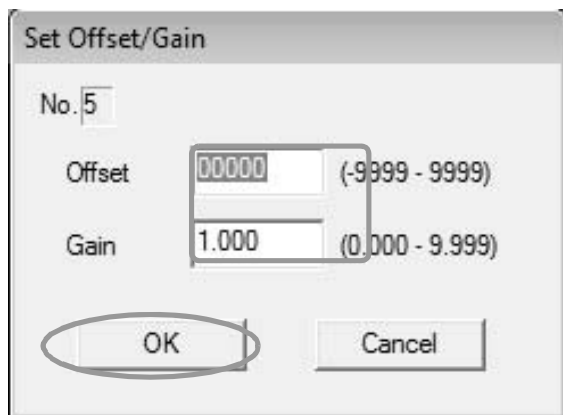 Set Offset/Gain
No. 5
Offset 00000 (-9999 - 9999)
Gain 1.000 (0.000 - 9.999)
OK Cancel